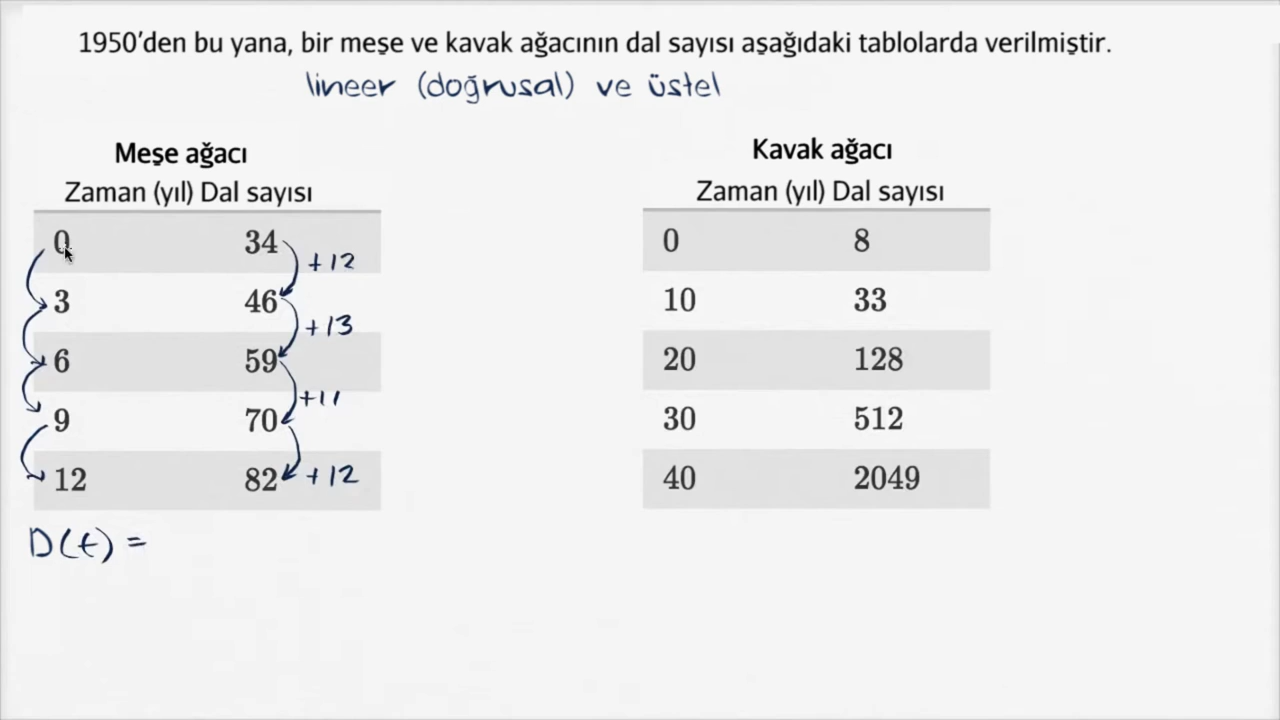 1950’den bu yana, bir meşe ve kavak ağacının dal sayısı aşağıdaki tablolarda verilmiştir.
lineer (doğrusal) ve üstel
Meşe ağacı
Zaman (yıl) Dal sayısı
0 34
+12
3 46
+13
6 59
+11
9 70
12 82 +12
D(t) =
Kavak ağacı
Zaman (yıl) Dal sayısı
0 8
10 33
20 128
30 512
40 2049